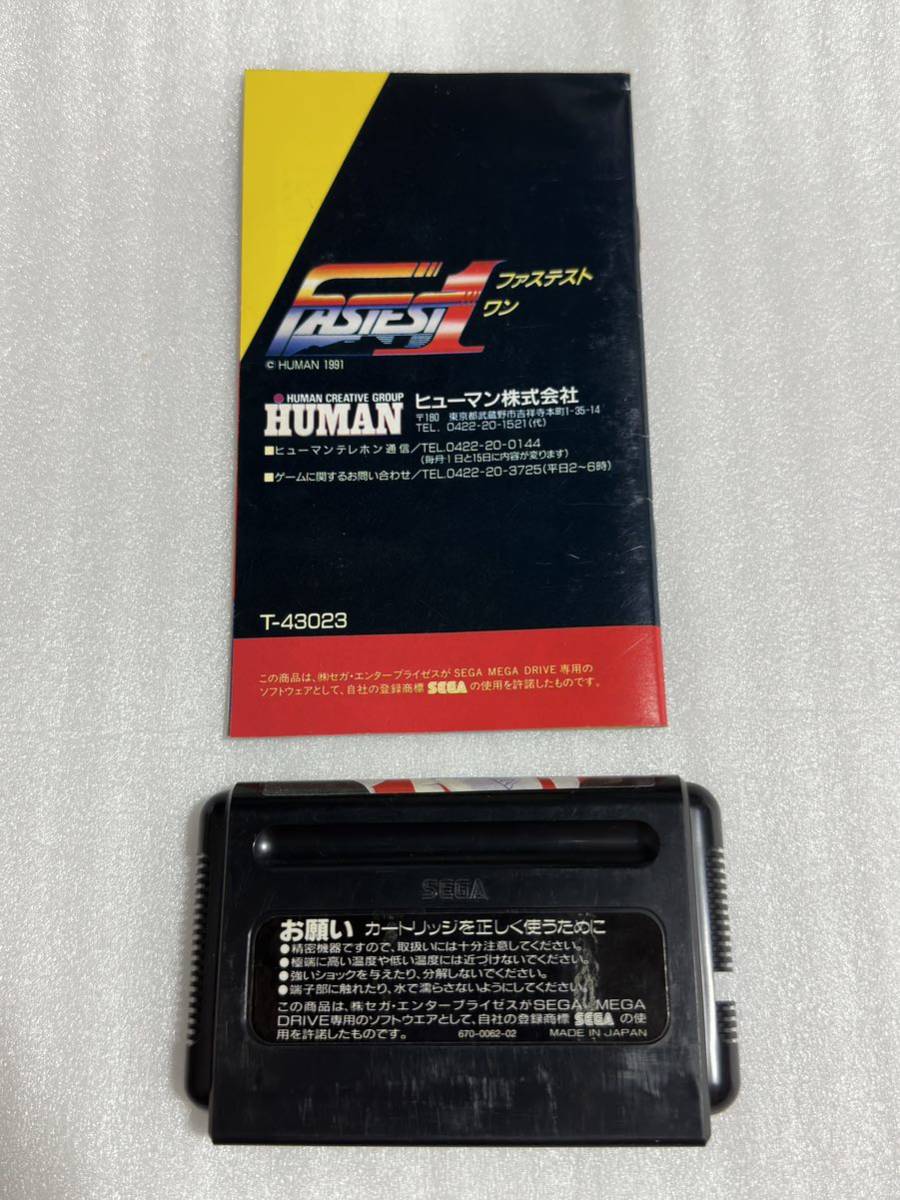 FASTEST 1
ファステスト
ワン
© HUMAN 1991
HUMAN CREATIVE GROUP
HUMAN
ヒューマン株式会社
〒180 東京都武蔵野市吉祥寺本町1-35-14
TEL. 0422-20-1521(代)
■ヒューマンテレホン通信/TEL.0422-20-0144
(毎月1日と15日に内容が変ります)
■ゲームに関するお問い合わせ/TEL.0422-20-3725(平日2~6時)
T-43023
この商品は、㈱セガ・エンタープライゼスが SEGA MEGA DRIVE 専用の
ソフトウェアとして、自社の登録商標 SEGA の使用を許諾したものです。
SEGA
お願い カートリッジを正しく使うために
●精密機器ですので、取扱いには十分注意してください。
●極端に高い温度や低い温度には近づけないでください。
●強いショックを与えたり、分解しないでください。
●端子部に触れたり、水で濡らさないようにしてください。
この商品は、㈱セガ・エンタープライゼスがSEGA MEGA
DRIVE専用のソフトウエアとして、自社の登録商標 SEGA の使
用を許諾したものです。 670-0062-02 MADE IN JAPAN